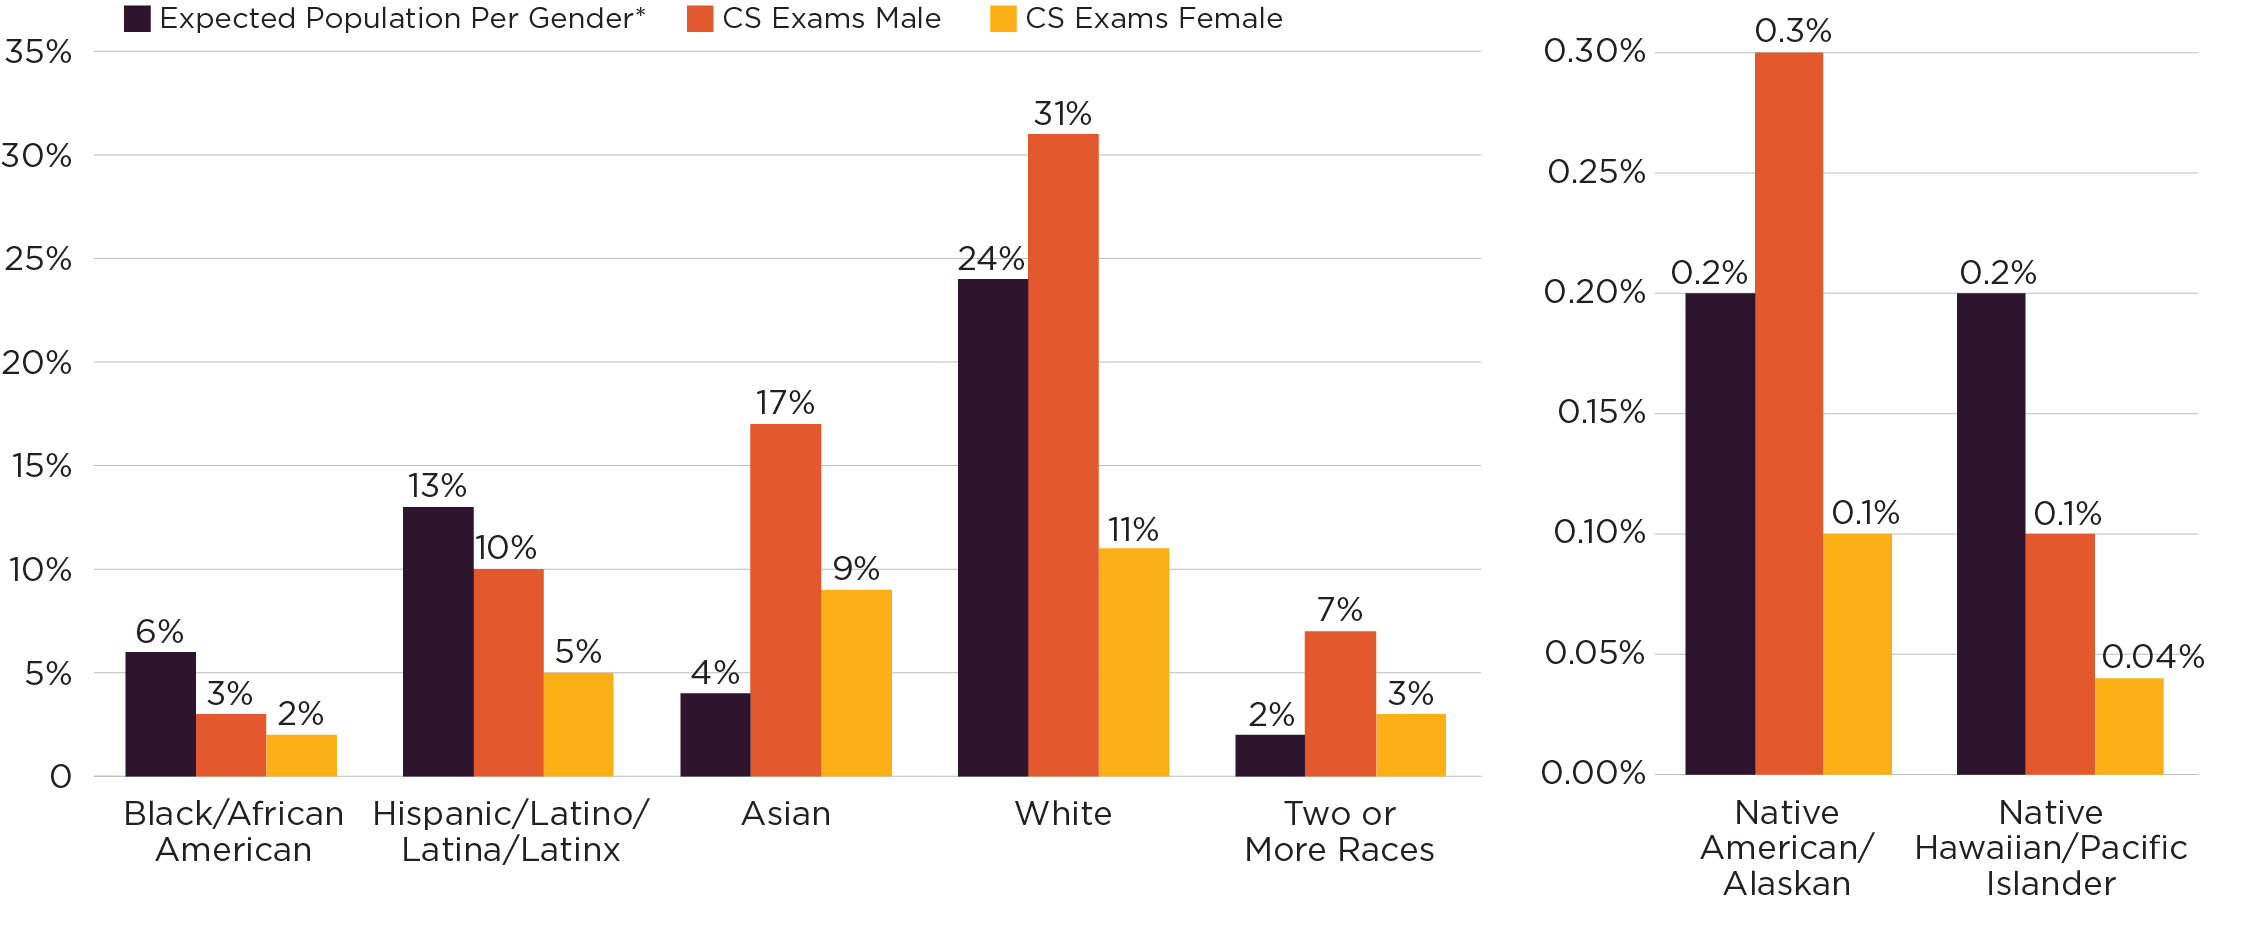 Expected Population Per Gender* CS Exams Male CS Exams Female
35%
30%
25%
20%
15%
10%
5%
0
6%
3%
2%
13%
10%
5%
4%
17%
9%
24%
31%
11%
2%
7%
3%
Black/African
American
Hispanic/Latino/
Latina/Latinx
Asian
White
Two or
More Races
0.30%
0.25%
0.20%
0.15%
0.10%
0.05%
0.00%
0.2%
0.3%
0.1%
0.2%
0.1%
0.04%
Native
American/
Alaskan
Native
Hawaiian/Pacific
Islander